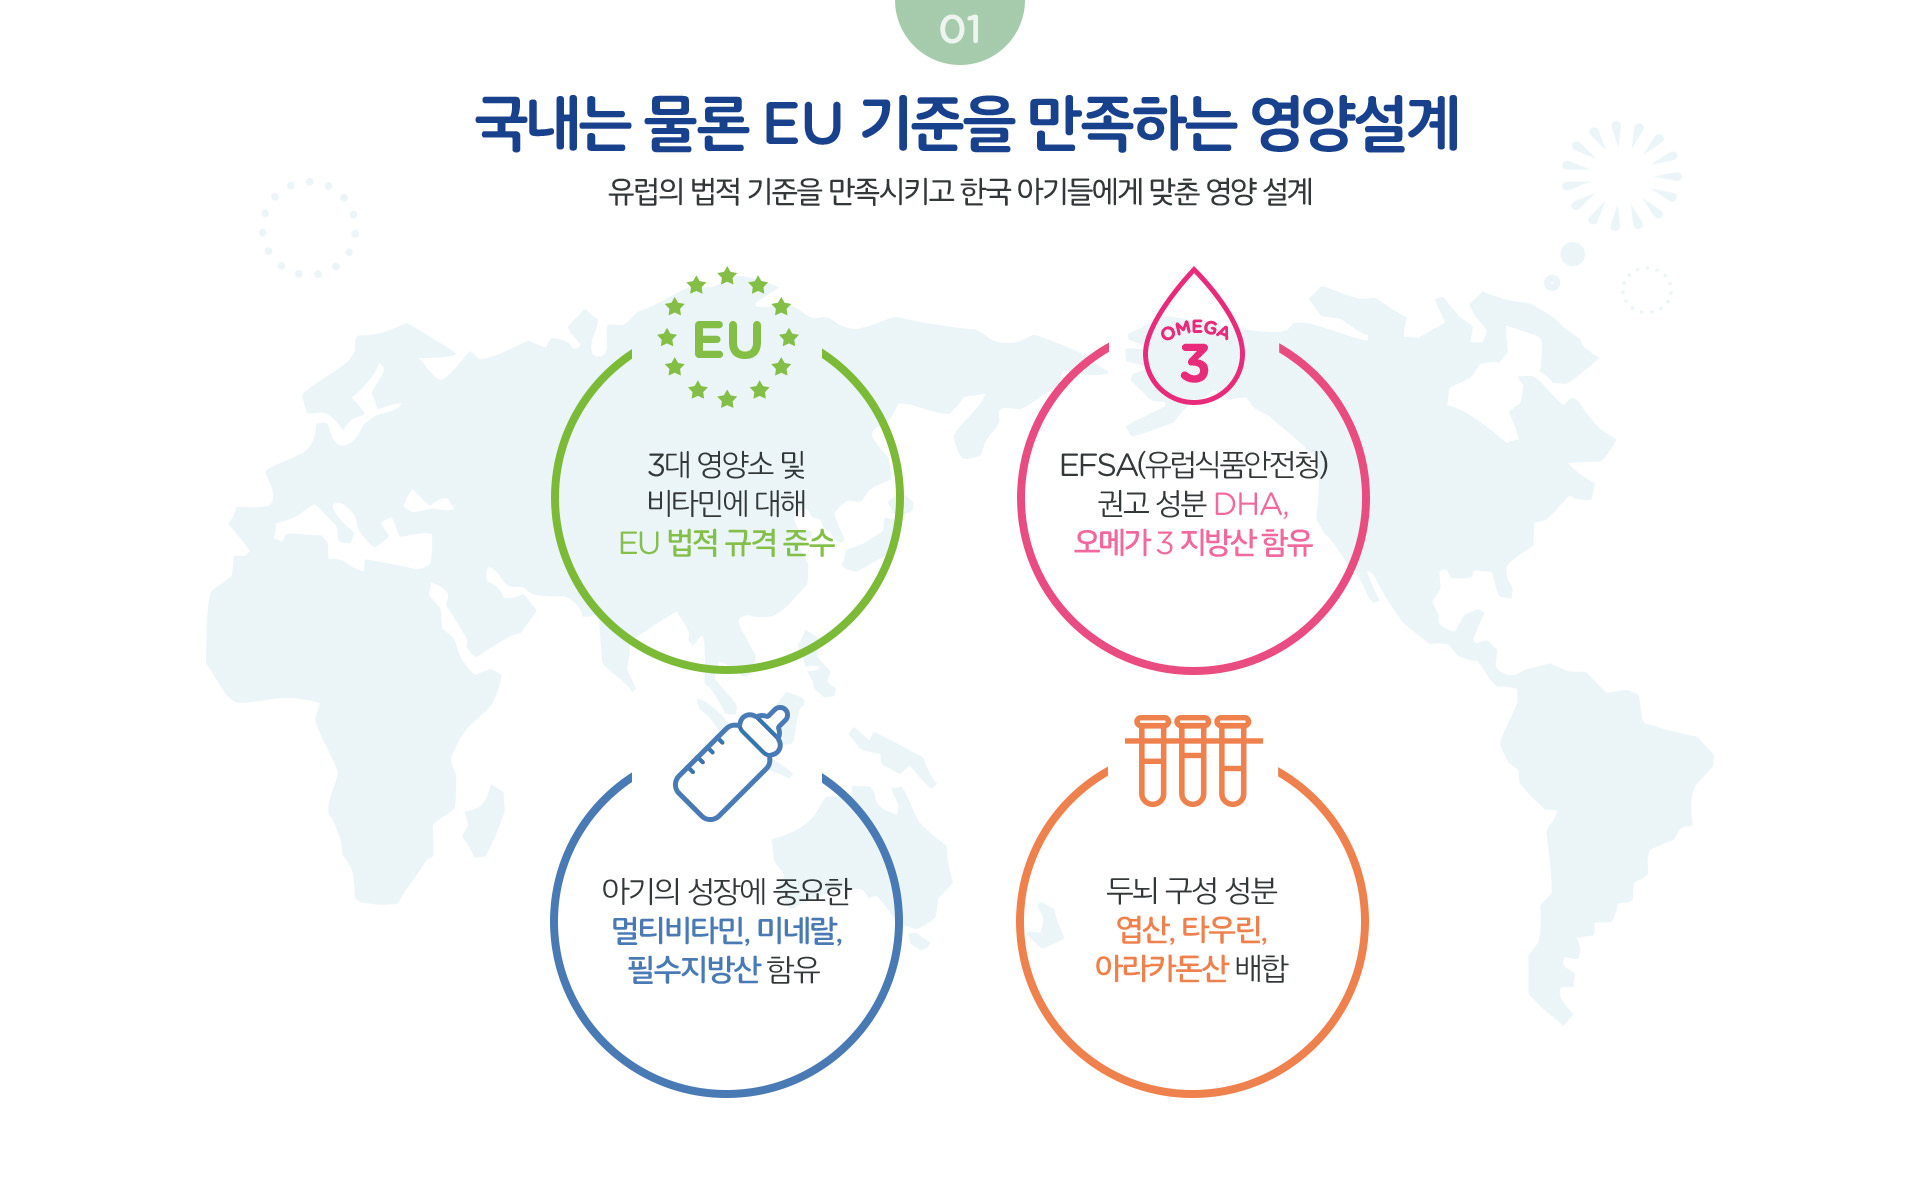 01
국내는 물론 EU 기준을 만족하는 영양설계
유럽의 법적 기준을 만족시키고 한국 아기들에게 맞춘 영양 설계
EU
3대 영양소 및
비타민에 대해
EU 법적 규격 준수
OMEGA
3
EFSA(유럽식품안전청)
권고 성분 DHA,
오메가 3 지방산 함유
아기의 성장에 중요한
멀티비타민, 미네랄,
필수지방산 함유
두뇌 구성 성분
엽산, 타우린,
아라카돈산 배합